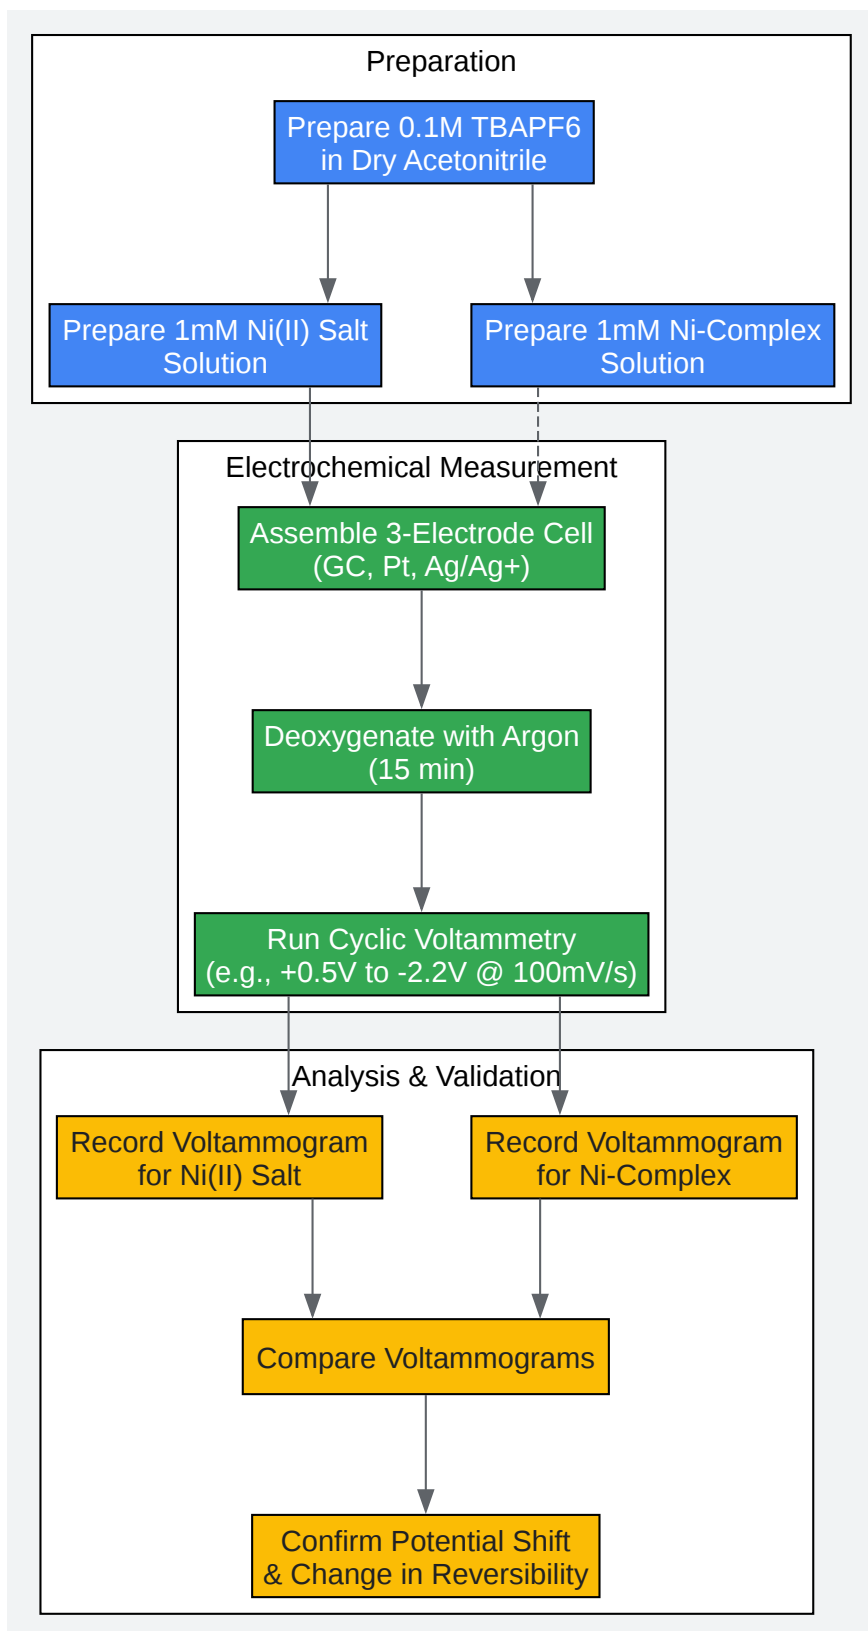 Preparation
Prepare 0.1M TBAPF6
in Dry Acetonitrile
Prepare 1mM Ni(II) Salt
Solution
Prepare 1mM Ni-Complex
Solution
Electrochemical Measurement
Assemble 3-Electrode Cell
(GC, Pt, Ag/Ag+)
Deoxygenate with Argon
(15 min)
Run Cyclic Voltammetry
(e.g., +0.5V to -2.2V @ 100mV/s)
Analysis & Validation
Record Voltammogram
for Ni(II) Salt
Record Voltammogram
for Ni-Complex
Compare Voltammograms
Confirm Potential Shift
& Change in Reversibility